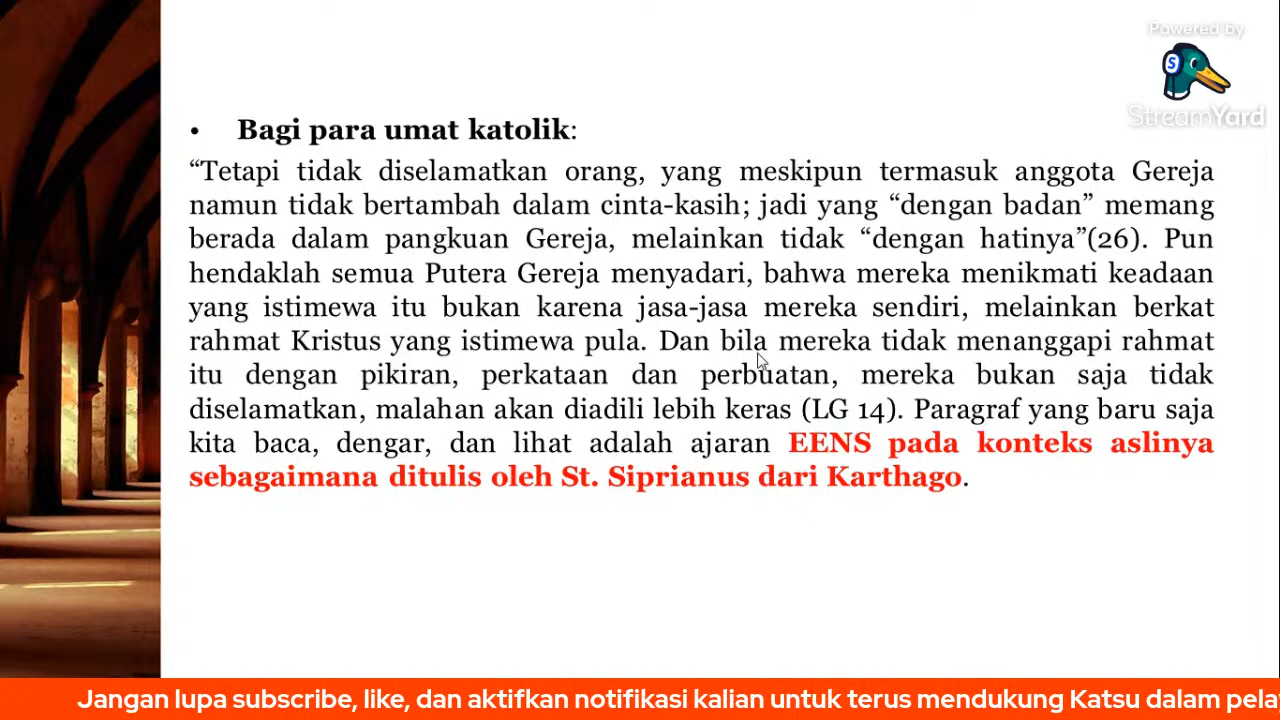 Powered by
StreamYard
• Bagi para umat katolik:
“Tetapi tidak diselamatkan orang, yang meskipun termasuk anggota Gereja
namun tidak bertambah dalam cinta-kasih; jadi yang “dengan badan” memang
berada dalam pangkuan Gereja, melainkan tidak “dengan hatinya”(26). Pun
hendaklah semua Putera Gereja menyadari, bahwa mereka menikmati keadaan
yang istimewa itu bukan karena jasa-jasa mereka sendiri, melainkan berkat
rahmat Kristus yang istimewa pula. Dan bila mereka tidak menanggapi rahmat
itu dengan pikiran, perkataan dan perbuatan, mereka bukan saja tidak
diselamatkan, malahan akan diadili lebih keras (LG 14). Paragraf yang baru saja
kita baca, dengar, dan lihat adalah ajaran EENS pada konteks aslinya
sebagaimana ditulis oleh St. Siprianus dari Karthago.
Jangan lupa subscribe, like, dan aktifkan notifikasi kalian untuk terus mendukung Katsu dalam pela